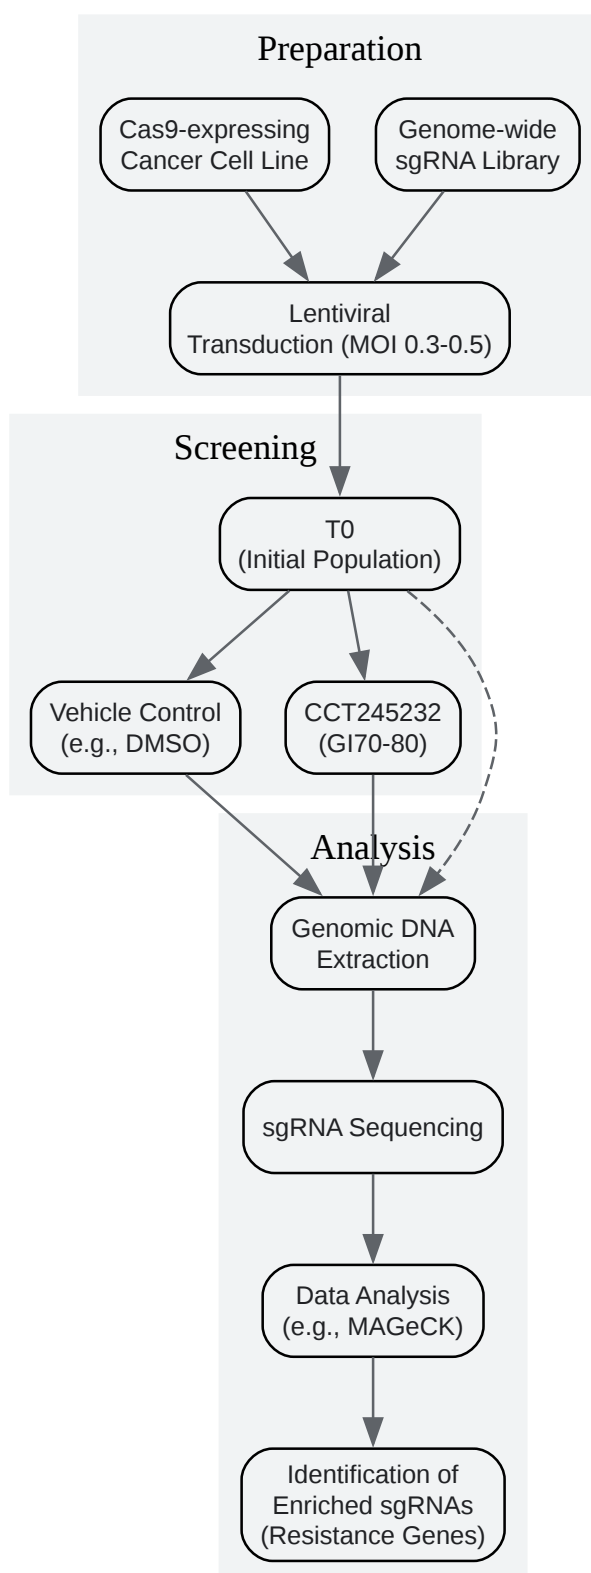 Preparation
Cas9-expressing
Cancer Cell Line
Genome-wide
sgRNA Library
Lentiviral
Transduction (MOI 0.3-0.5)
Screening
T0
(Initial Population)
Vehicle Control
(e.g., DMSO)
CCT245232
(GI70-80)
Analysis
Genomic DNA
Extraction
sgRNA Sequencing
Data Analysis
(e.g., MAGeCK)
Identification of
Enriched sgRNAs
(Resistance Genes)